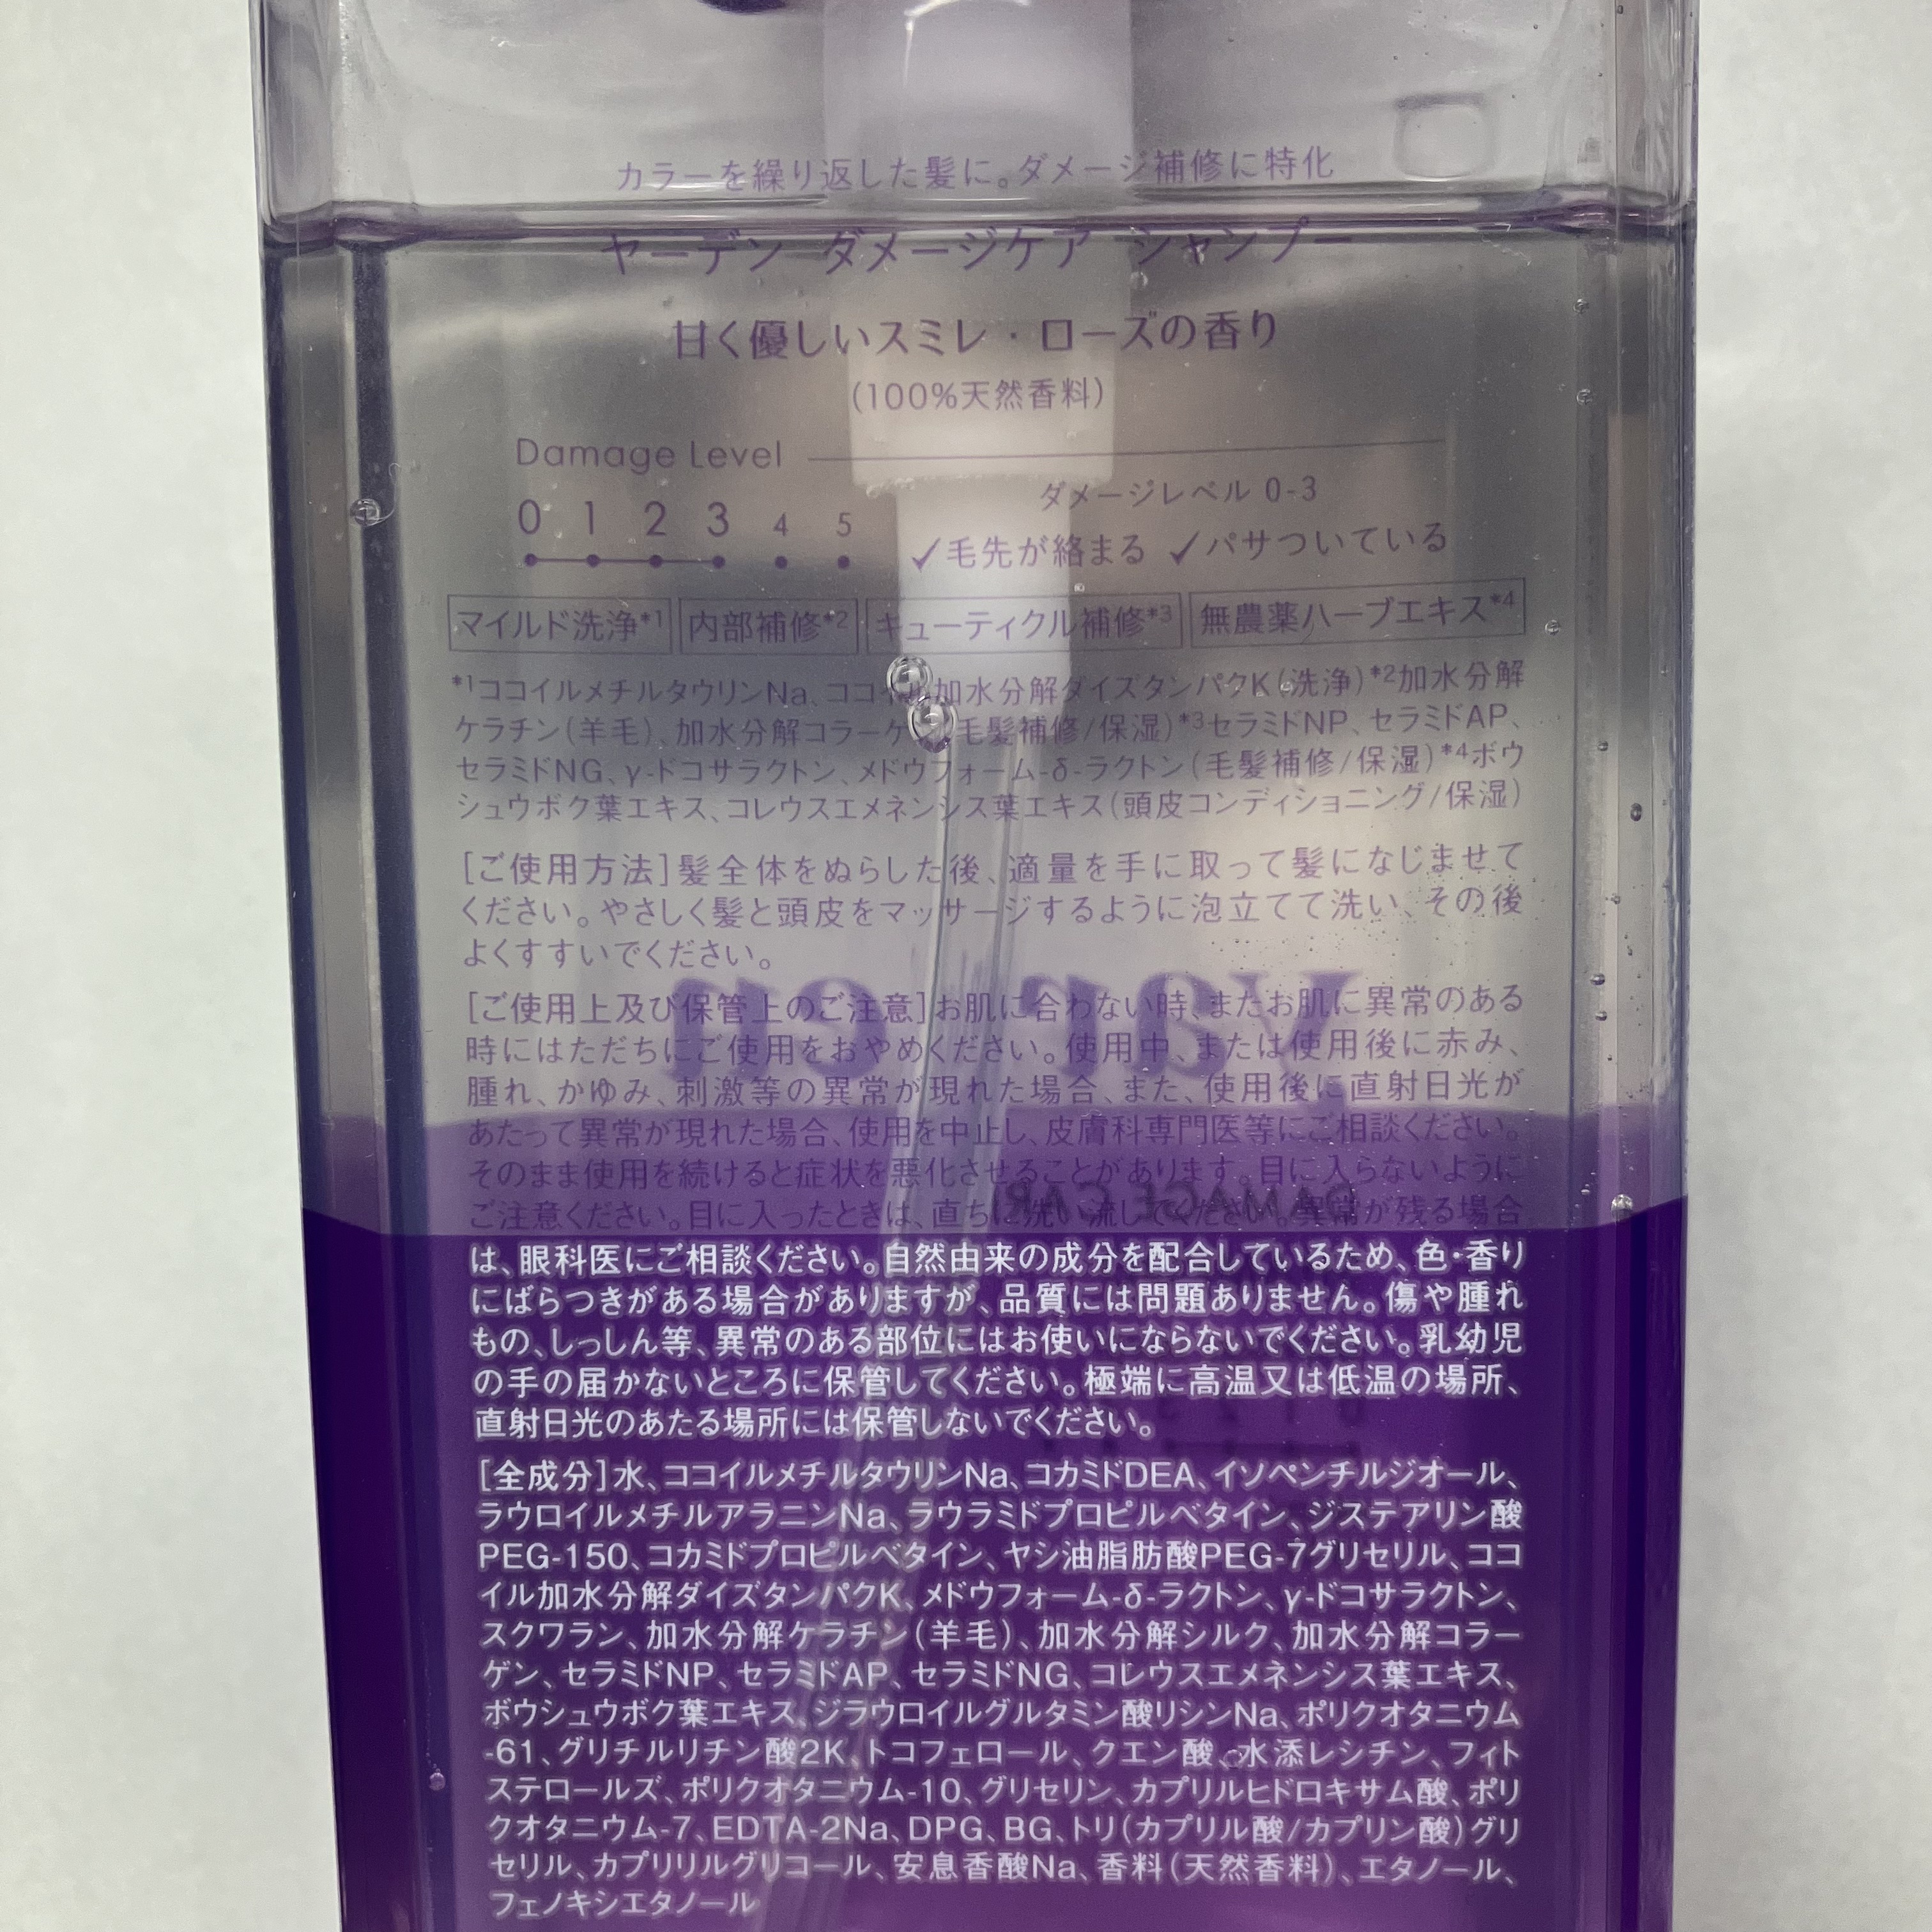 カラーを繰り返した髪に。ダメージ補修に特化
ヤーデン ダメージケア シャンプー
甘く優しいスミレ・ローズの香り
(100%天然香料)
Damage Level
ダメージレベル 0-3
0 1 2 3 4 5
✓毛先が絡まる ✓パサついている
マイルド洗浄*1 内部補修*2 キューティクル補修*3 無農薬ハーブエキス*4
*1ココイルメチルタウリンNa、ココイル加水分解ダイズタンパクK(洗浄)*2加水分解
ケラチン(羊毛)、加水分解コラーゲン(毛髪補修/保湿)*3セラミドNP、セラミドAP、
セラミドNG、γ-ドコサラクトン、メドウフォーム-δ-ラクトン(毛髪補修/保湿)*4ボウ
シュウボク葉エキス、コレウスエメネンシス葉エキス(頭皮コンディショニング/保湿)
[ご使用方法]髪全体をぬらした後、適量を手に取って髪になじませて
ください。やさしく髪と頭皮をマッサージするように泡立てて洗い、その後
よくすすいでください。
[ご使用上及び保管上のご注意]お肌に合わない時、またお肌に異常のある
時にはただちにご使用をおやめください。使用中、または使用後に赤み、
腫れ、かゆみ、刺激等の異常が現れた場合、また、使用後に直射日光が
あたって異常が現れた場合、使用を中止し、皮膚科専門医等にご相談ください。
そのまま使用を続けると症状を悪化させることがあります。目に入らないように
ご注意ください。目に入ったときは、直ちに洗い流してください。異常が残る場合
は、眼科医にご相談ください。自然由来の成分を配合しているため、色・香り
にばらつきがある場合がありますが、品質には問題ありません。傷や腫れ
もの、しっしん等、異常のある部位にはお使いにならないでください。乳幼児
の手の届かないところに保管してください。極端に高温又は低温の場所、
直射日光のあたる場所には保管しないでください。
[全成分]水、ココイルメチルタウリンNa、コカミドDEA、イソペンチルジオール、
ラウロイルメチルアラニンNa、ラウラミドプロピルベタイン、ジステアリン酸
PEG-150、コカミドプロピルベタイン、ヤシ油脂肪酸PEG-7グリセリル、ココ
イル加水分解ダイズタンパクK、メドウフォーム-δ-ラクトン、γ-ドコサラクトン、
スクワラン、加水分解ケラチン(羊毛)、加水分解シルク、加水分解コラー
ゲン、セラミドNP、セラミドAP、セラミドNG、コレウスエメネンシス葉エキス、
ボウシュウボク葉エキス、ジラウロイルグルタミン酸リシンNa、ポリクオタニウム
-61、グリチルリチン酸2K、トコフェロール、クエン酸、水添レシチン、フィト
ステロールズ、ポリクオタニウム-10、グリセリン、カプリルヒドロキサム酸、ポリ
クオタニウム-7、EDTA-2Na、DPG、BG、トリ(カプリル酸/カプリン酸)グリ
セリル、カプリリルグリコール、安息香酸Na、香料(天然香料)、エタノール、
フェノキシエタノール